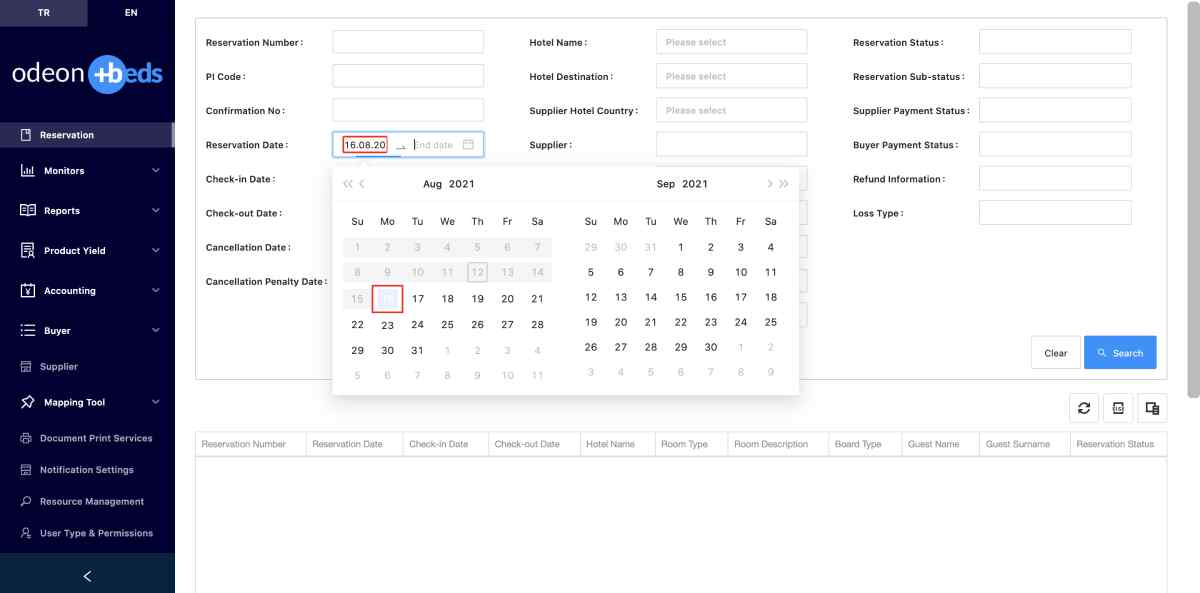 TR EN
odeon +beds
Reservation
Monitors
Reports
Product Yield
Accounting
Buyer
Supplier
Mapping Tool
Document Print Services
Notification Settings
Resource Management
User Type & Permissions
Reservation Number :
PI Code :
Confirmation No :
Reservation Date : 16.08.20 End date
Check-in Date :
Check-out Date :
Cancellation Date :
Cancellation Penalty Date :
Hotel Name : Please select
Hotel Destination : Please select
Supplier Hotel Country : Please select
Supplier :
Reservation Status :
Reservation Sub-status :
Supplier Payment Status :
Buyer Payment Status :
Refund Information :
Loss Type :
Aug 2021
Su Mo Tu We Th Fr Sa
1 2 3 4 5 6 7
8 9 10 11 12 13 14
15 17 18 19 20 21
22 23 24 25 26 27 28
29 30 31 1 2 3 4
5 6 7 8 9 10 11
Sep 2021
Su Mo Tu We Th Fr Sa
29 30 31 1 2 3 4
5 6 7 8 9 10 11
12 13 14 15 16 17 18
19 20 21 22 23 24 25
26 27 28 29 30 1 2
3 4 5 6 7 8 9
Clear Search
Reservation Number Reservation Date Check-in Date Check-out Date Hotel Name Room Type Room Description Board Type Guest Name Guest Surname Reservation Status